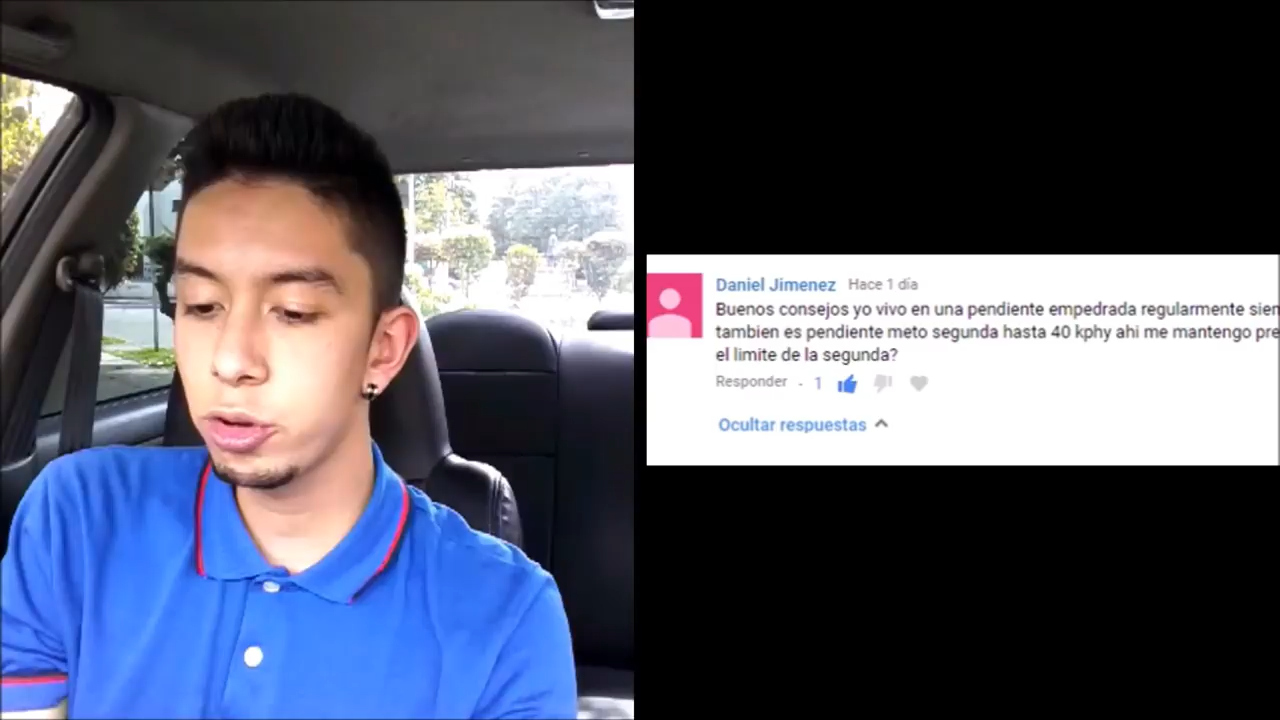 Daniel Jimenez Hace 1 día
Buenos consejos yo vivo en una pendiente empedrada regularmente
tambien es pendiente meto segunda hasta 40 kphy ahi me mantengo
el limite de la segunda?
Responder · 1
Ocultar respuestas